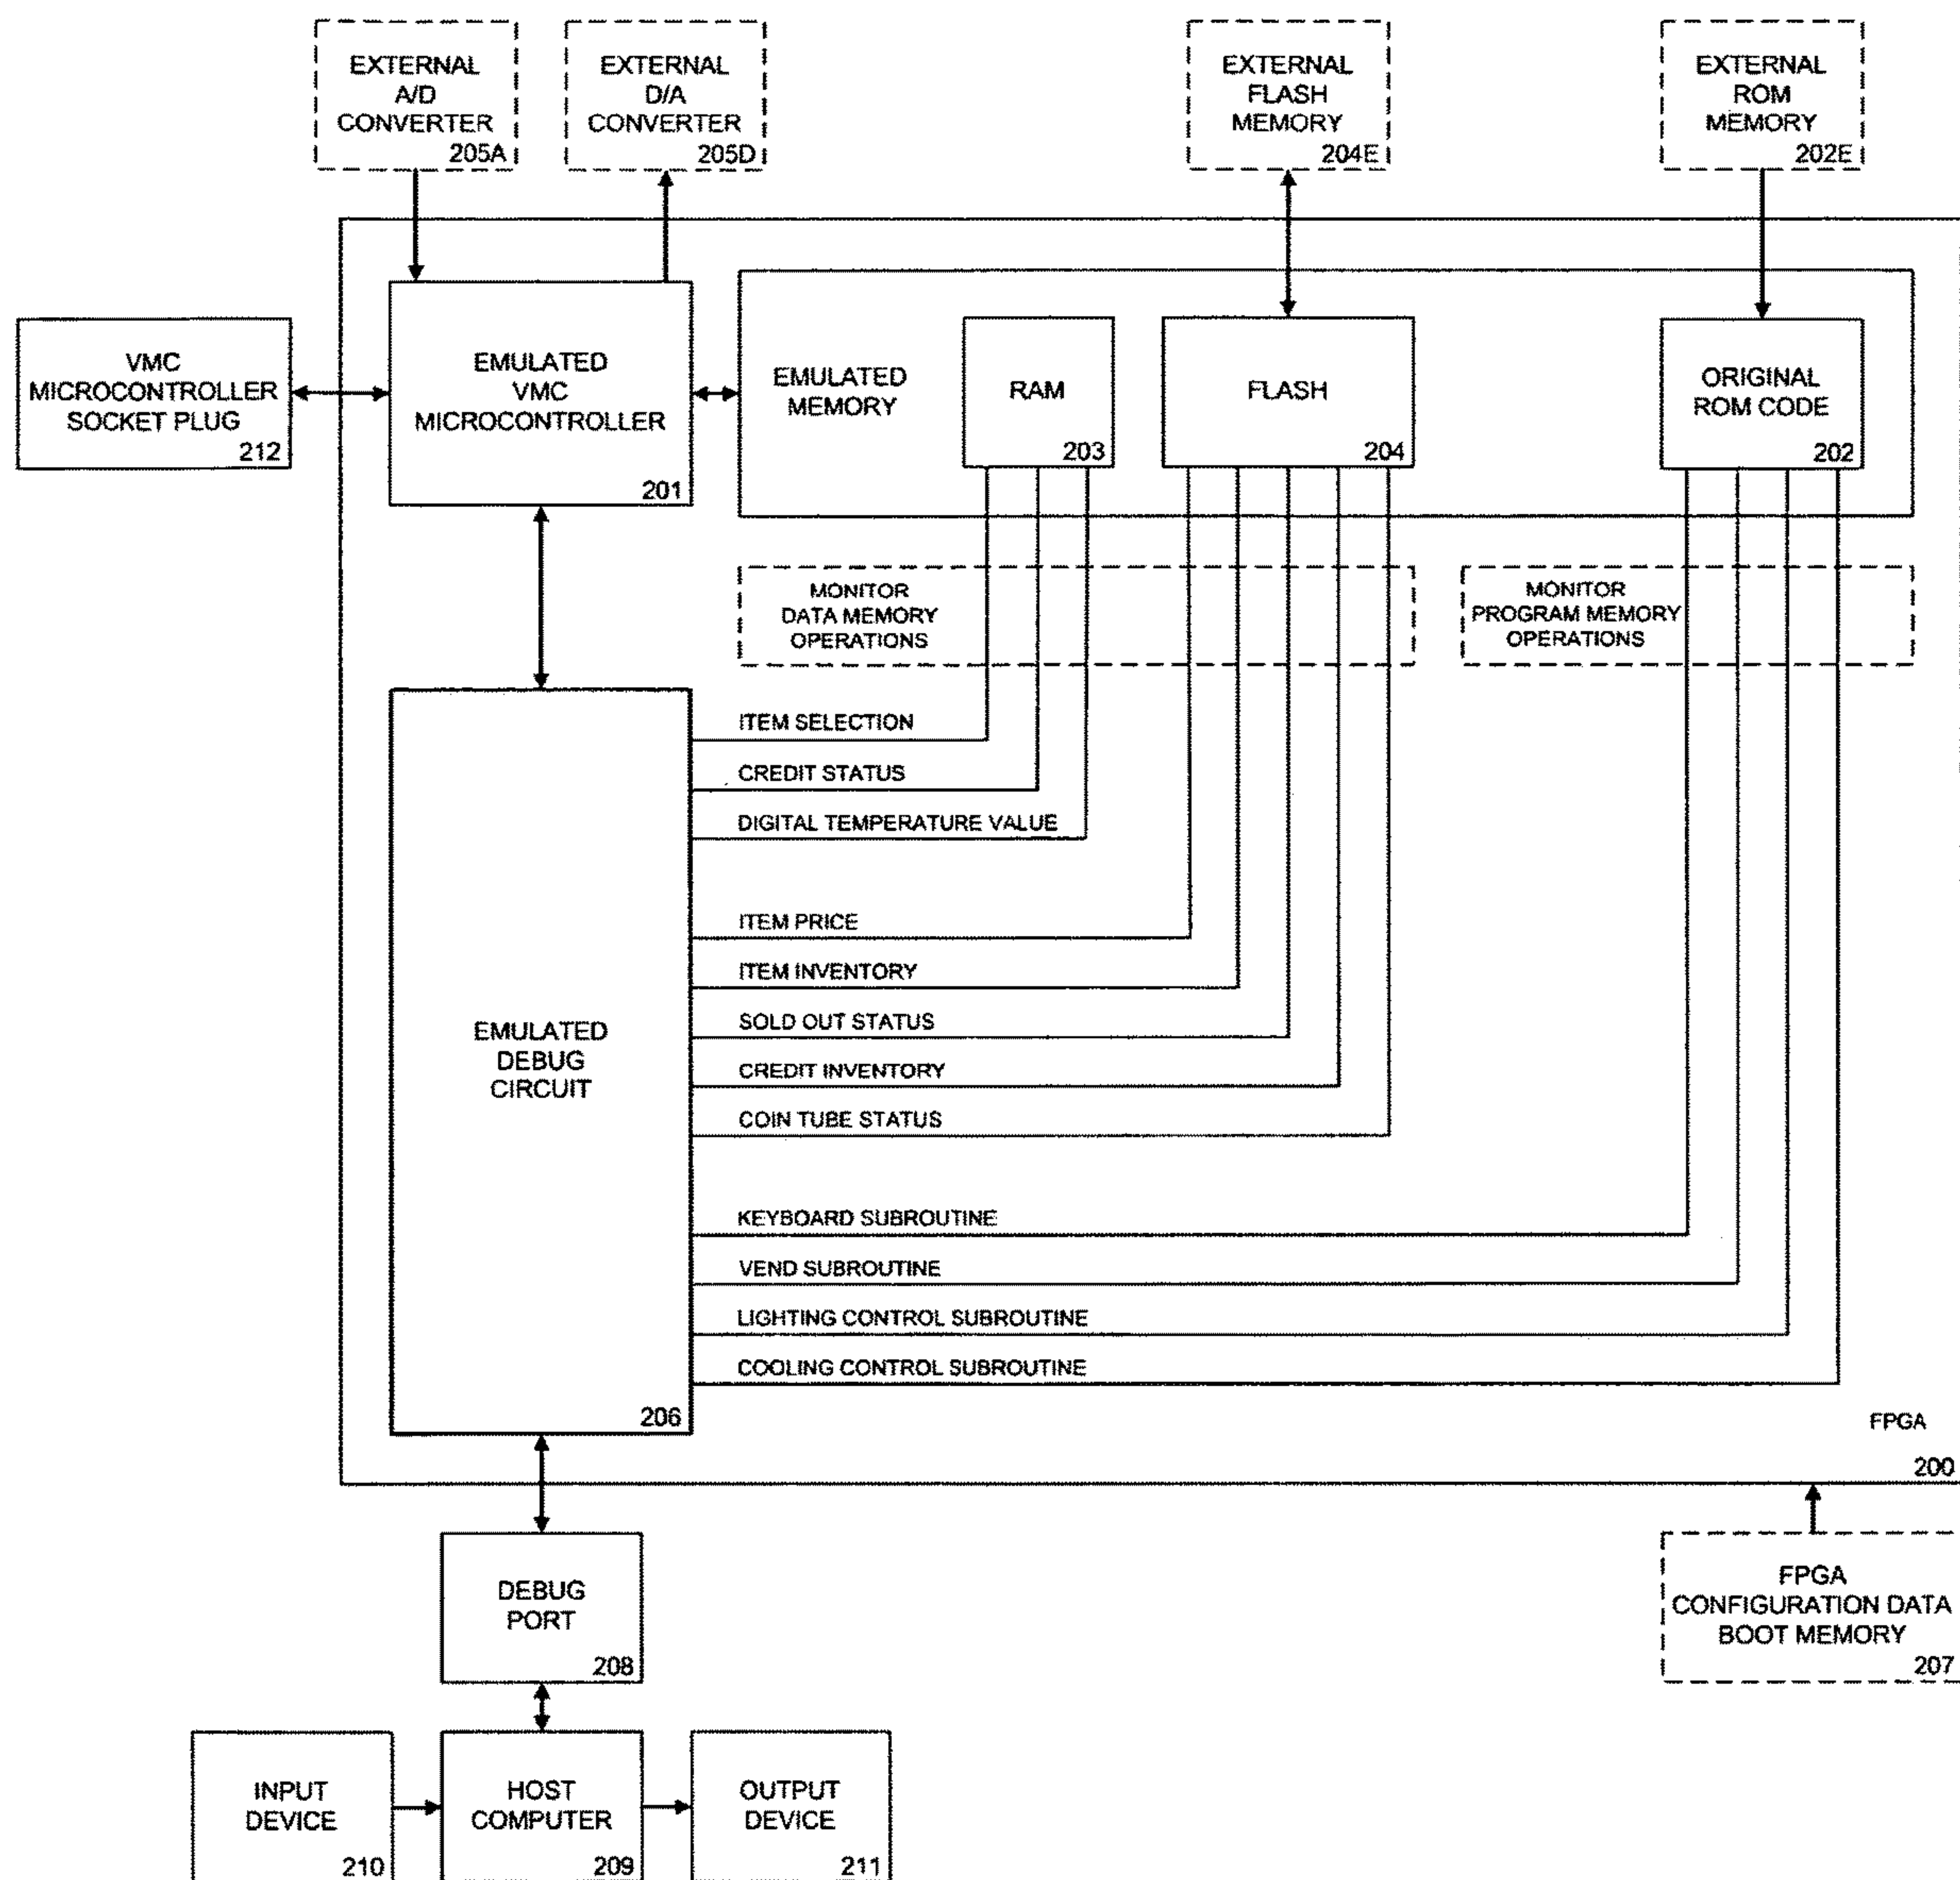 EXTERNAL
A/D
CONVERTER
205A
EXTERNAL
D/A
CONVERTER
205D
EXTERNAL
FLASH
MEMORY
204E
EXTERNAL
ROM
MEMORY
202E
VMC
MICROCONTROLLER
SOCKET PLUG
212
EMULATED
VMC
MICROCONTROLLER
201
EMULATED
MEMORY
RAM
203
FLASH
204
ORIGINAL
ROM CODE
202
MONITOR
DATA MEMORY
OPERATIONS
MONITOR
PROGRAM MEMORY
OPERATIONS
EMULATED
DEBUG
CIRCUIT
206
ITEM SELECTION
CREDIT STATUS
DIGITAL TEMPERATURE VALUE
ITEM PRICE
ITEM INVENTORY
SOLD OUT STATUS
CREDIT INVENTORY
COIN TUBE STATUS
KEYBOARD SUBROUTINE
VEND SUBROUTINE
LIGHTING CONTROL SUBROUTINE
COOLING CONTROL SUBROUTINE
FPGA
200
DEBUG
PORT
208
FPGA
CONFIGURATION DATA
BOOT MEMORY
207
INPUT
DEVICE
210
HOST
COMPUTER
209
OUTPUT
DEVICE
211